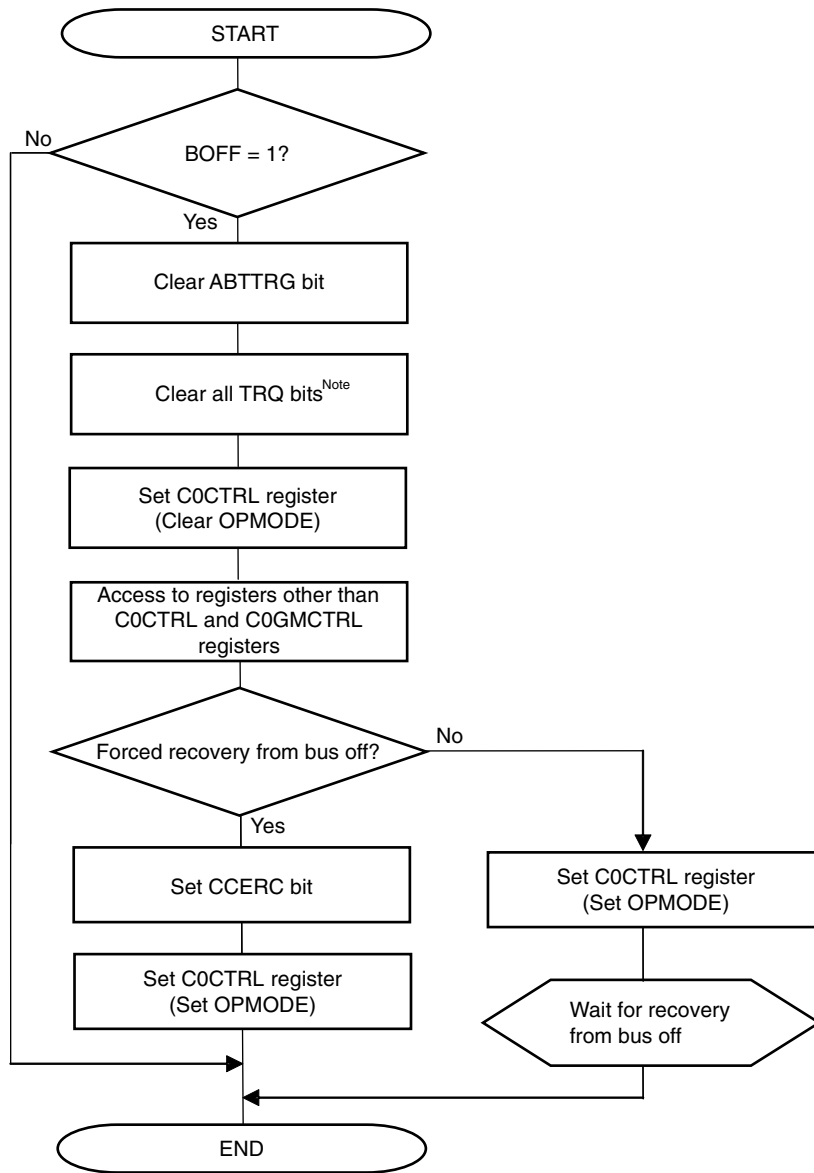 START
No
BOFF = 1?
Yes
Clear ABTTRG bit
Clear all TRQ bitsNote
Set C0CTRL register
(Clear OPMODE)
Access to registers other than
C0CTRL and C0GMCTRL
registers
Forced recovery from bus off?
No
Yes
Set CCERC bit
Set C0CTRL register
(Set OPMODE)
Set C0CTRL register
(Set OPMODE)
Wait for recovery
from bus off
END